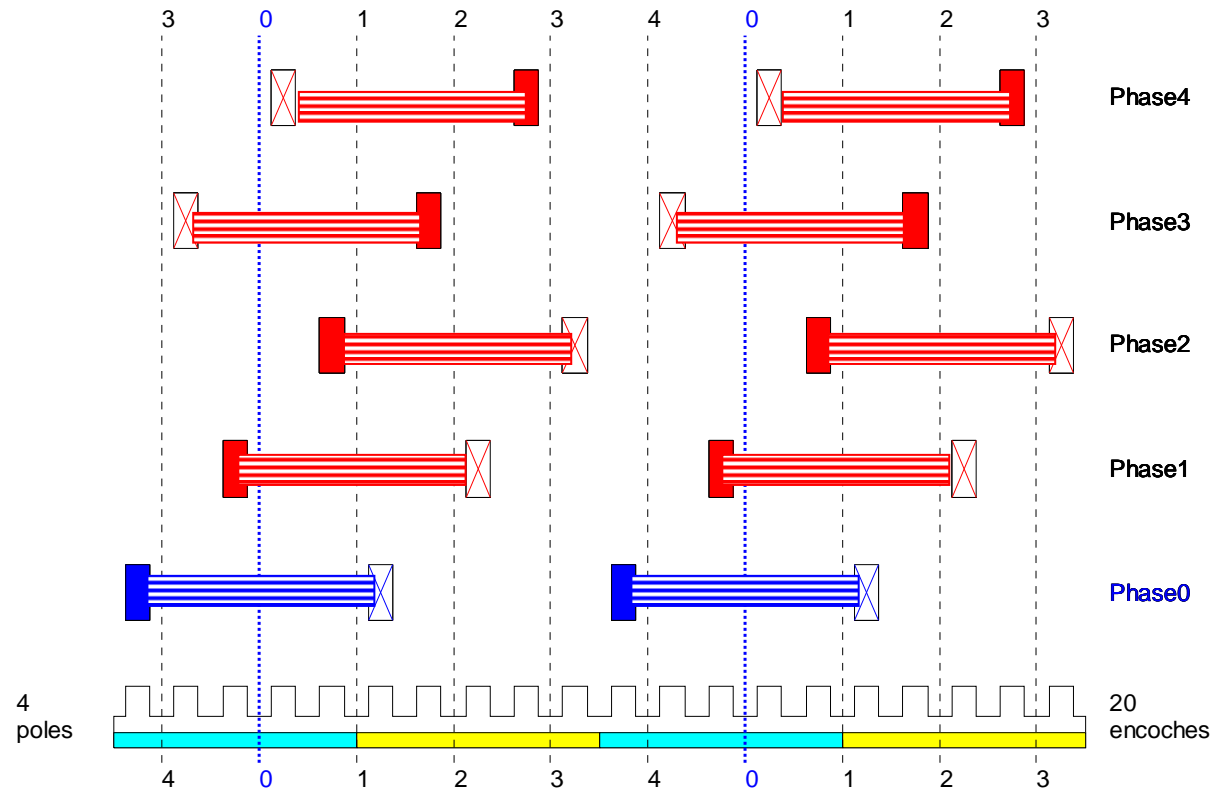 3 0 1 2 3 4 0 1 2 3
Phase4
Phase3
Phase2
Phase1
Phase0
4
poles
20
encoches
4 0 1 2 3 4 0 1 2 3